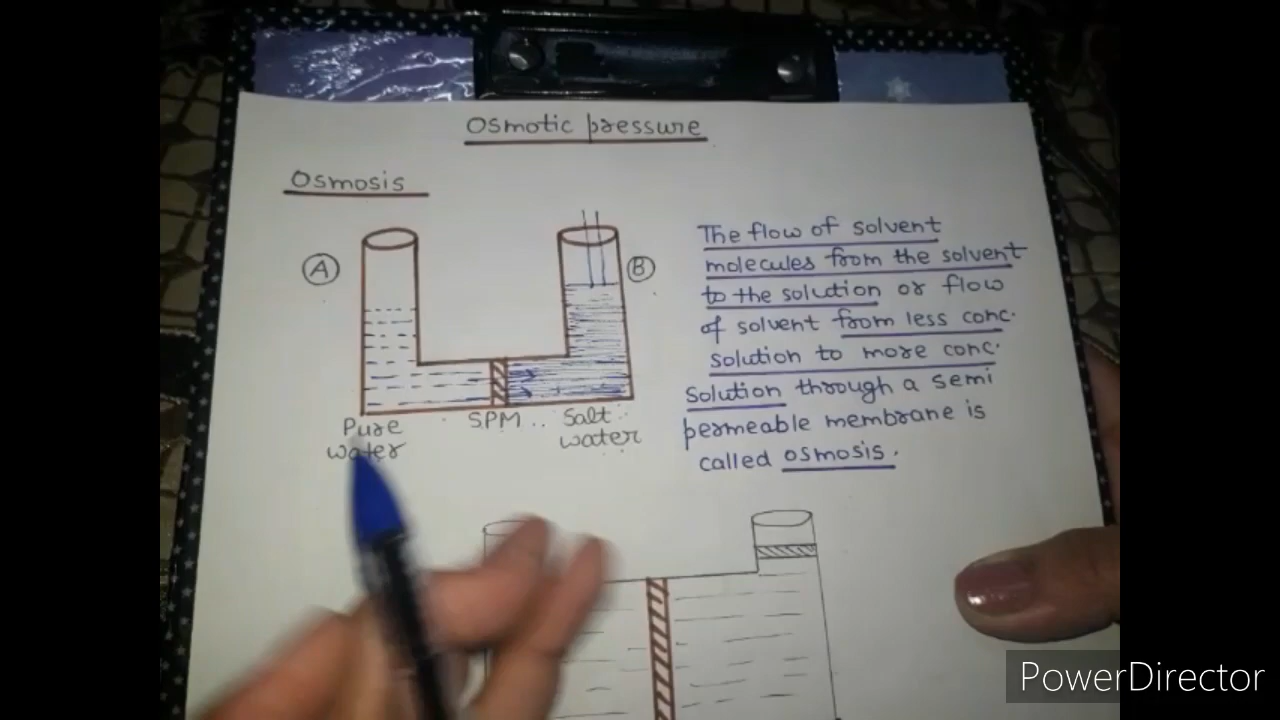 Osmotic pressure
Osmosis
A
B
The flow of solvent
molecules from the solvent
to the solution or flow
of solvent from less conc.
solution to more conc.
solution through a semi
permeable membrane is
called osmosis.
Pure
water
SPM
Salt
water
PowerDirector